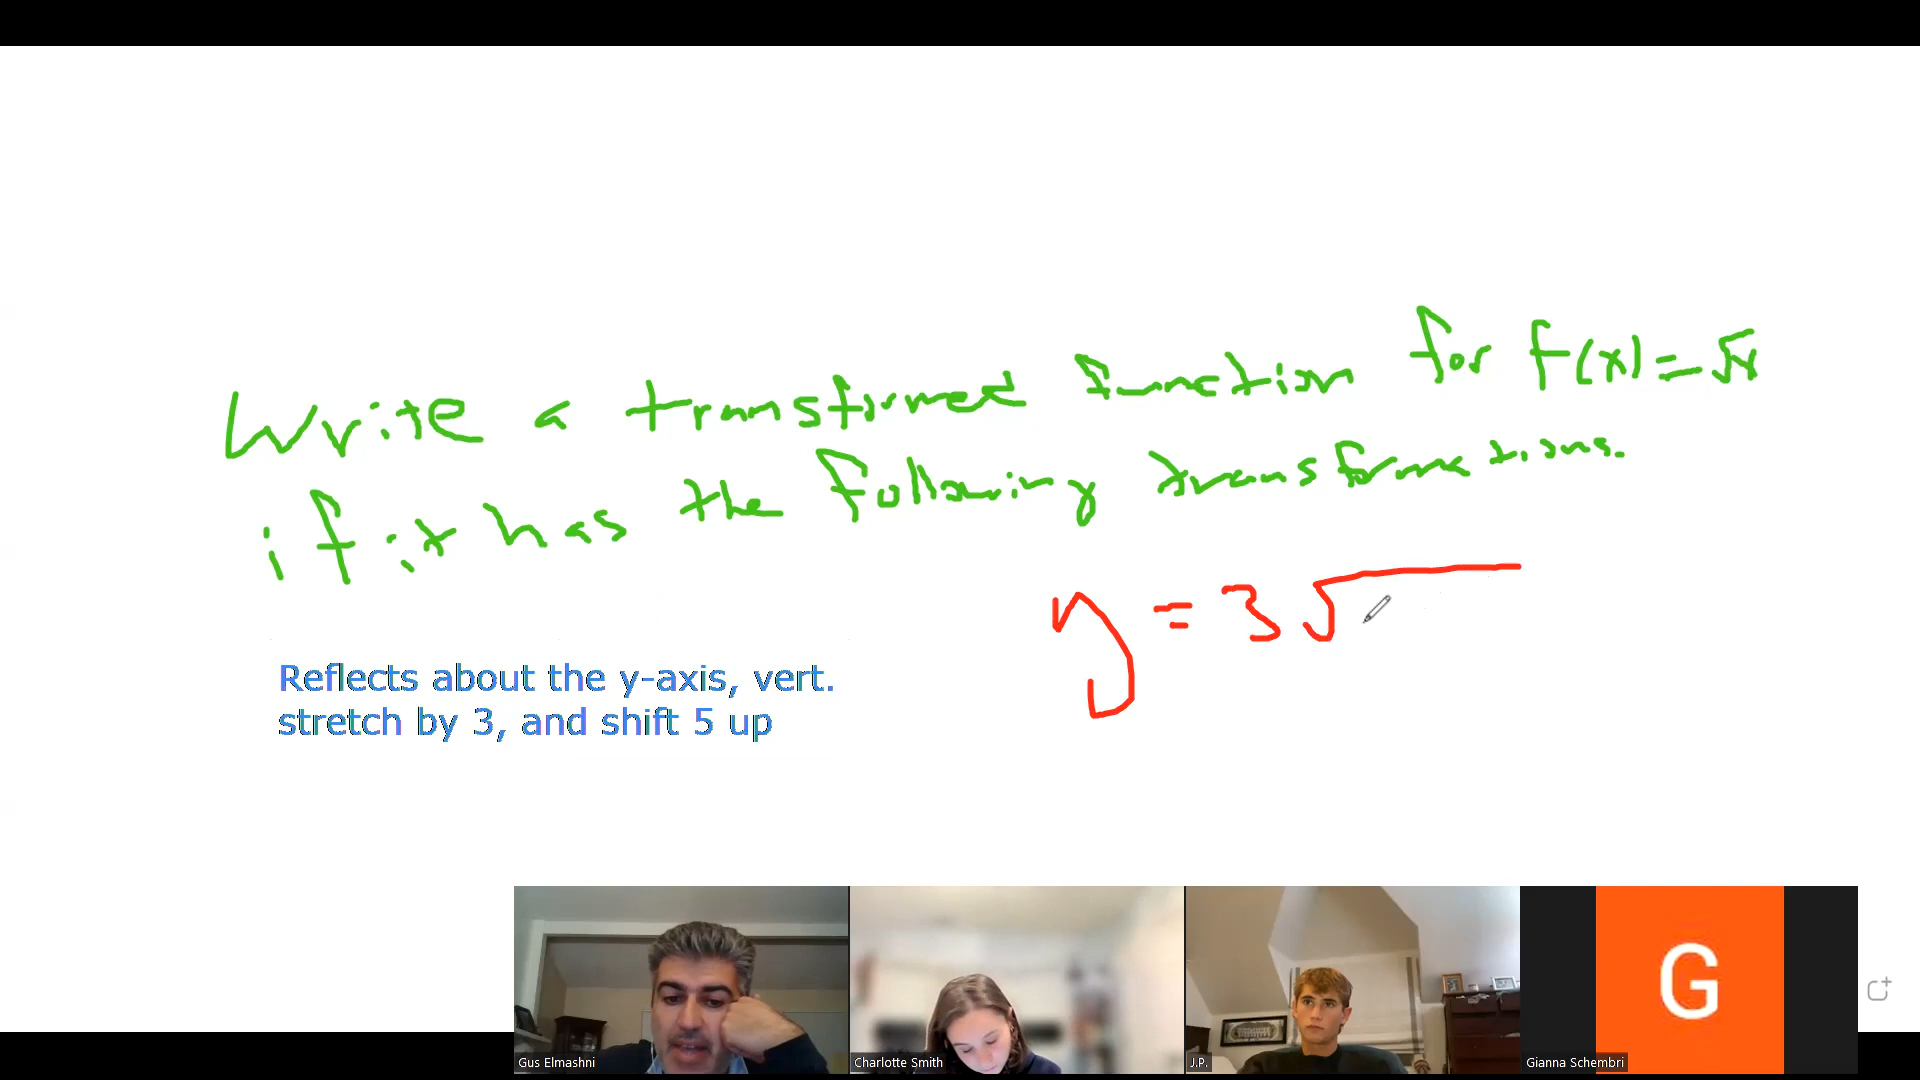 Write a transformed function for f(x)=√x
if it has the following transformations.
y = 3√
Reflects about the y-axis, vert.
stretch by 3, and shift 5 up
G
Gus Elmashni
Charlotte Smith
J.P.
Gianna Schembri